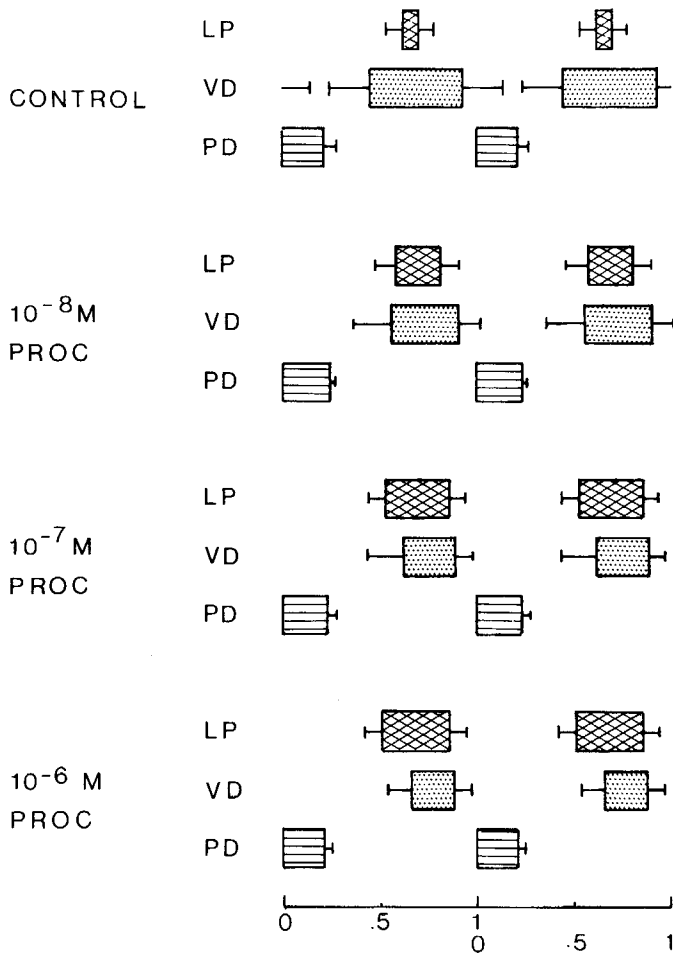 LP
CONTROL VD
PD
LP
10⁻⁸M VD
PROC
PD
LP
10⁻⁷M VD
PROC
PD
LP
10⁻⁶ M VD
PROC
PD
0 .5 1 .5 1
0